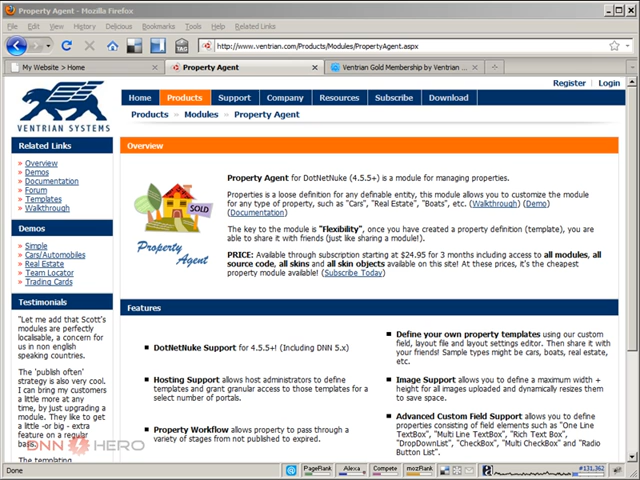 Property Agent - Mozilla Firefox
File Edit View History Delicious Bookmarks Tools Help Related Links
TAG
http://www.ventrian.com/Products/Modules/PropertyAgent.aspx
My Website > Home
Property Agent
Ventrian Gold Membership by Ventrian ...
Register | Login
VENTRIAN SYSTEMS
Home Products Support Company Resources Subscribe Download
Products » Modules » Property Agent
Related Links
» Overview
» Demos
» Documentation
» Forum
» Templates
» Walkthrough
Demos
» Simple
» Cars/Automobiles
» Real Estate
» Team Locator
» Trading Cards
Testimonials
"Let me add that Scott's
modules are perfectly
localisable, a concern for
us in non english
speaking countries.
The 'publish often'
strategy is also very cool.
I can bring my customers
a little more at any
time, by just upgrading a
module. They like to get
a little -or big - extra
feature on a regular
basis.
The templating
Overview
SOLD
Property
Agent
Property Agent for DotNetNuke (4.5.5+) is a module for managing properties.
Properties is a loose definition for any definable entity, this module allows you to customize the module
for any type of property, such as "Cars", "Real Estate", "Boats", etc. (Walkthrough) (Demo)
(Documentation)
The key to the module is "Flexibility", once you have created a property definition (template), you are
able to share it with friends (just like sharing a module!).
PRICE: Available through subscription starting at $24.95 for 3 months including access to all modules, all
source code, all skins and all skin objects available on this site! At these prices, it's the cheapest
property module available! (Subscribe Today)
Features
DotNetNuke Support for 4.5.5+! (Including DNN 5.x)
Hosting Support allows host administrators to define
templates and grant granular access to those templates for a
select number of portals.
Property Workflow allows property to pass through a
variety of stages from not published to expired.
Define your own property templates using our custom
field, layout file and layout settings editor. Then share it with
your friends! Sample types might be cars, boats, real estate,
etc.
Image Support allows you to define a maximum width +
height for all images uploaded and dynamically resizes them
to save space.
Advanced Custom Field Support allows you to define
properties consisting of field elements such as "One Line
TextBox", "Multi Line TextBox", "Rich Text Box",
"DropDownList", "CheckBox", "Multi CheckBox" and "Radio
Button List".
DNN HERO
Done
PageRank Alexa Compete mozRank #131,362